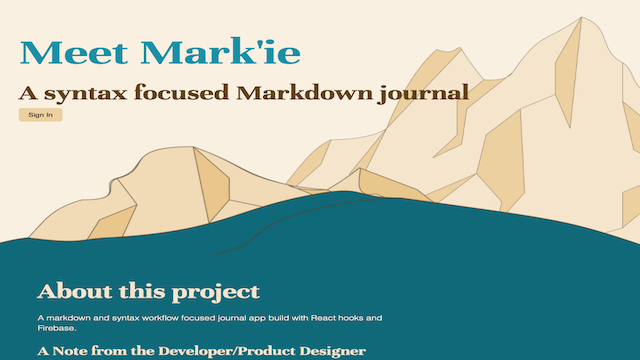 Meet Mark'ie
A syntax focused Markdown journal
Sign In
About this project
A markdown and syntax workflow focused journal app build with React hooks and
Firebase.
A Note from the Developer/Product Designer